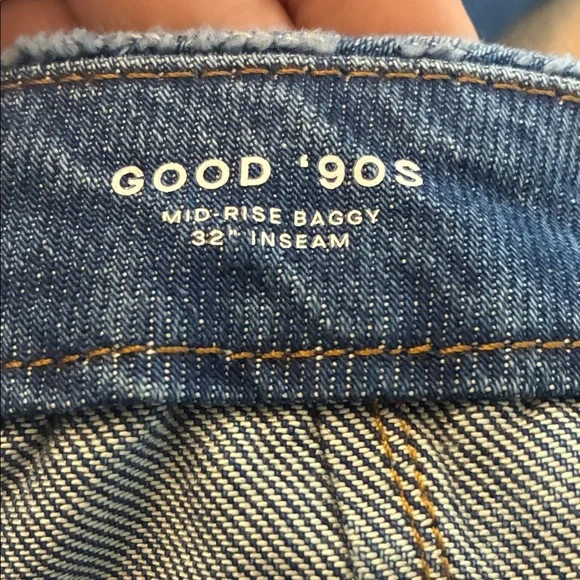 GOOD '90S
MID-RISE BAGGY
32" INSEAM